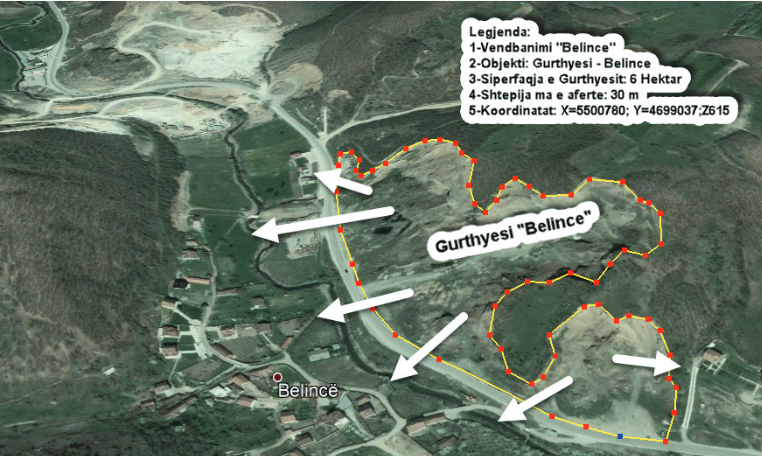 Legjenda:
1-Vendbanimi "Belince"
2-Objekti: Gurthyesi - Belince
3-Siperfaqja e Gurthyesit: 6 Hektar
4-Shtepija ma e aferte: 30 m
5-Koordinatat: X=5500780; Y=4699037;Z615
Gurthyesi "Belince"
Belincë